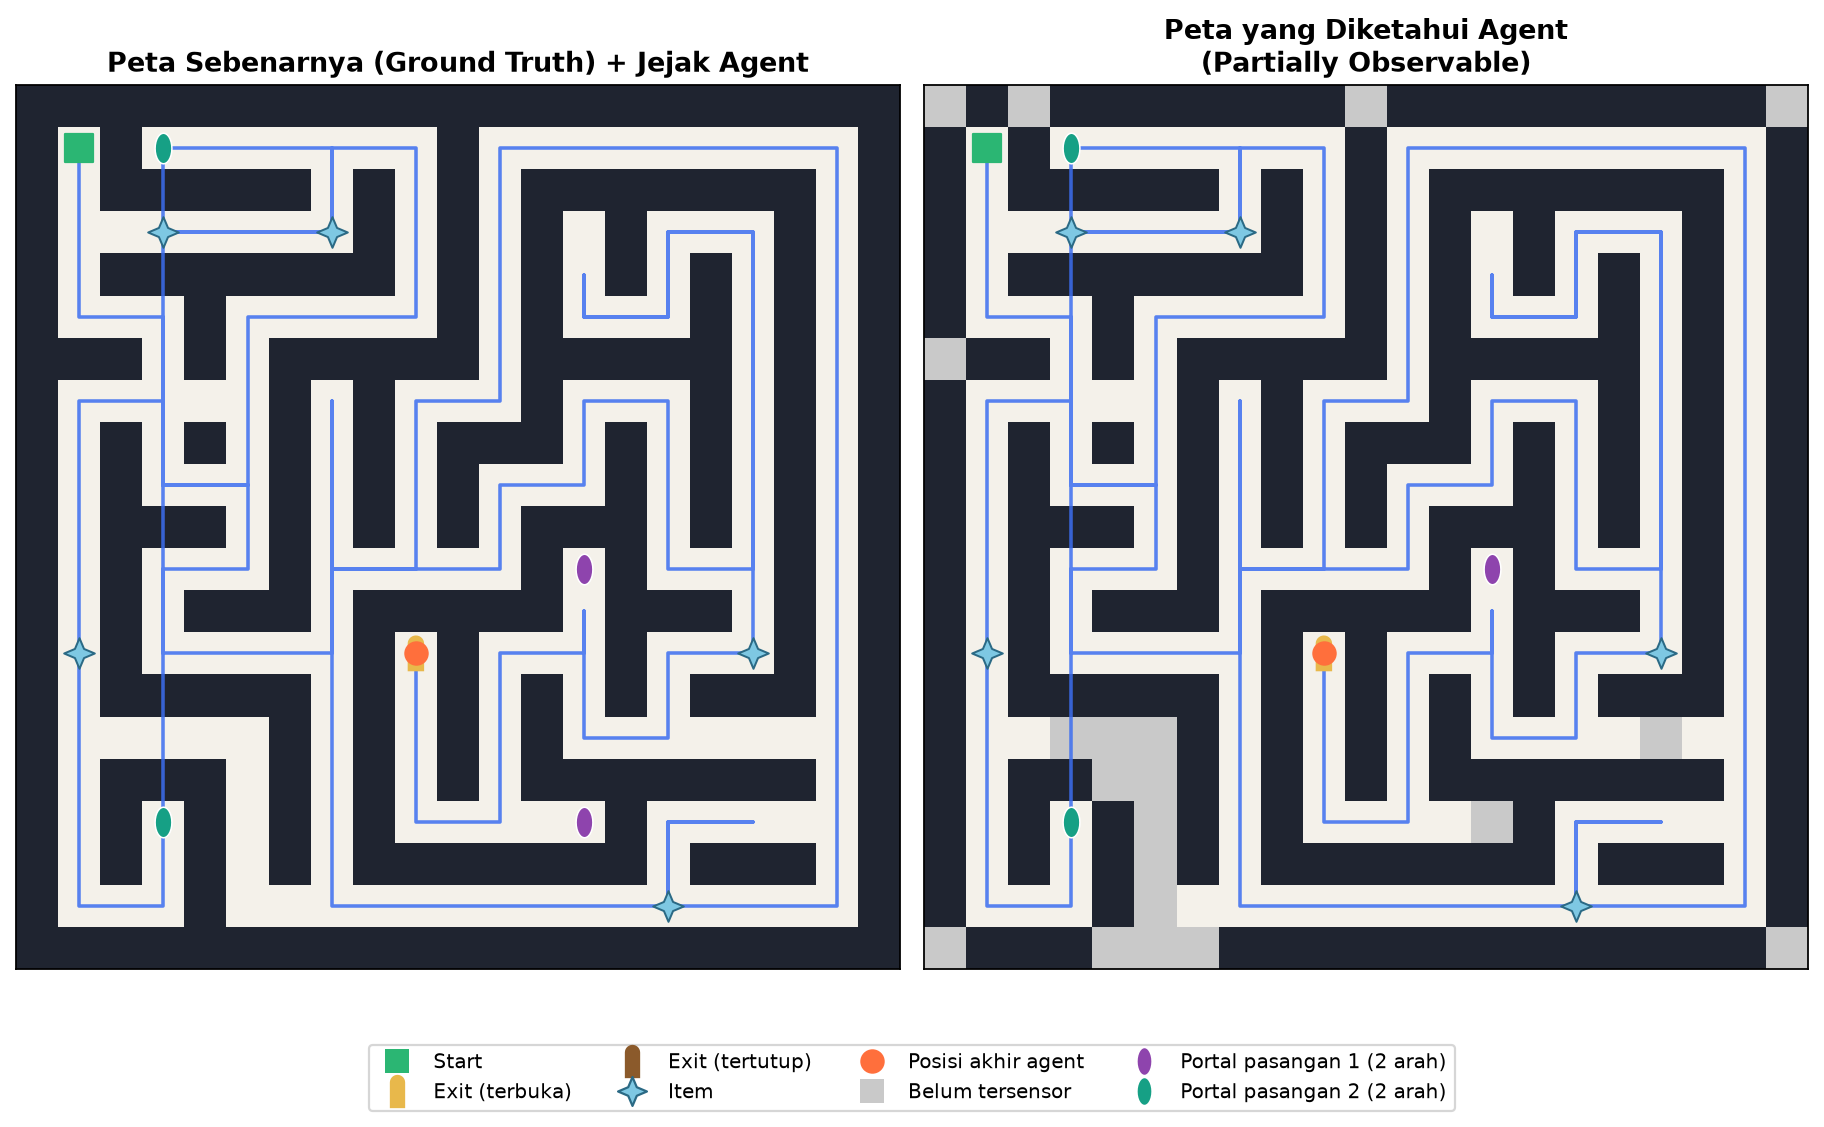 Peta Sebenarnya (Ground Truth) + Jejak Agent
Peta yang Diketahui Agent
(Partially Observable)
Start
Exit (terbuka)
Exit (tertutup)
Item
Posisi akhir agent
Belum tersensor
Portal pasangan 1 (2 arah)
Portal pasangan 2 (2 arah)